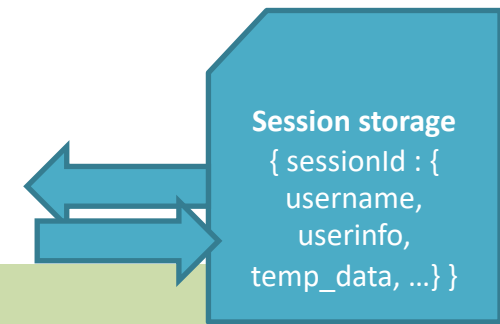 Session storage
{ sessionId : {
username,
userinfo,
temp_data, …} }